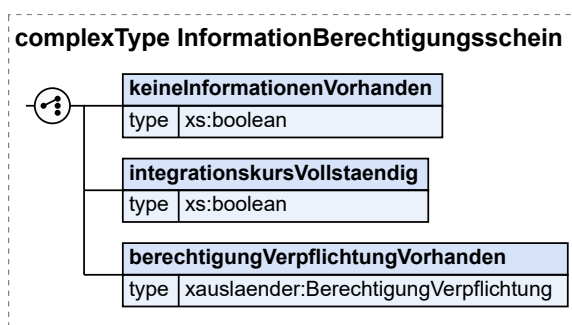 complexType InformationBerechtigungsschein
keineInformationenVorhanden
type xs:boolean
integrationskursVollstaendig
type xs:boolean
berechtigungVerpflichtungVorhanden
type xauslaender:BerechtigungVerpflichtung